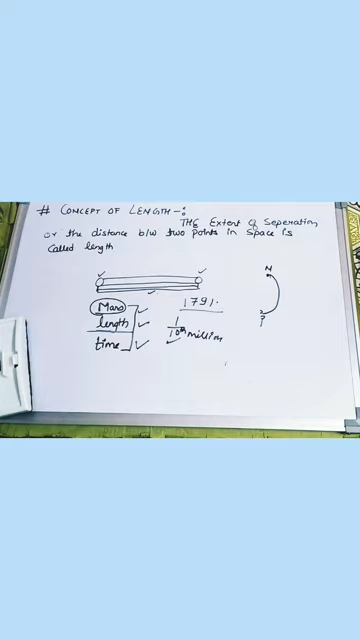 # CONCEPT OF LENGTH -:
THE Extent of Seperation
or the distance b/w two points in space is
Called length
N
Mass
1791.
length
1/10th million
time
P